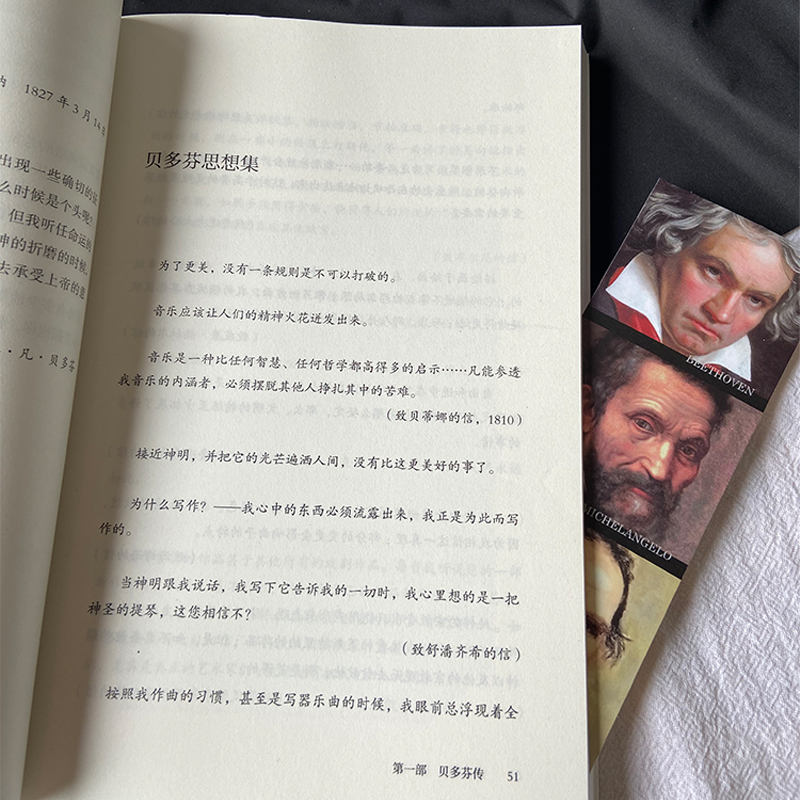 1827年3月14日
出现一些确切的
么时候是个头呢?
但我听任命运的
神的折磨的时候,
去承受上帝的意
·凡·贝多芬
贝多芬思想集
为了更美,没有一条规则是不可以打破的。
音乐应该让人们的精神火花迸发出来。
音乐是一种比任何智慧、任何哲学都高得多的启示……凡能参透
我音乐的内涵者,必须摆脱其他人挣扎其中的苦难。
(致贝蒂娜的信,1810)
接近神明,并把它的光芒遍洒人间,没有比这更美好的事了。
为什么写作?——我心中的东西必须流露出来,我正是为此而写
作的。
当神明跟我说话,我写下它告诉我的一切时,我心里想的是一把
神圣的提琴,这您相信不?
(致舒潘齐希的信)
按照我作曲的习惯,甚至是写器乐曲的时候,我眼前总浮现着全
第一部 贝多芬传 51
BEETHOVEN
MICHELANGELO